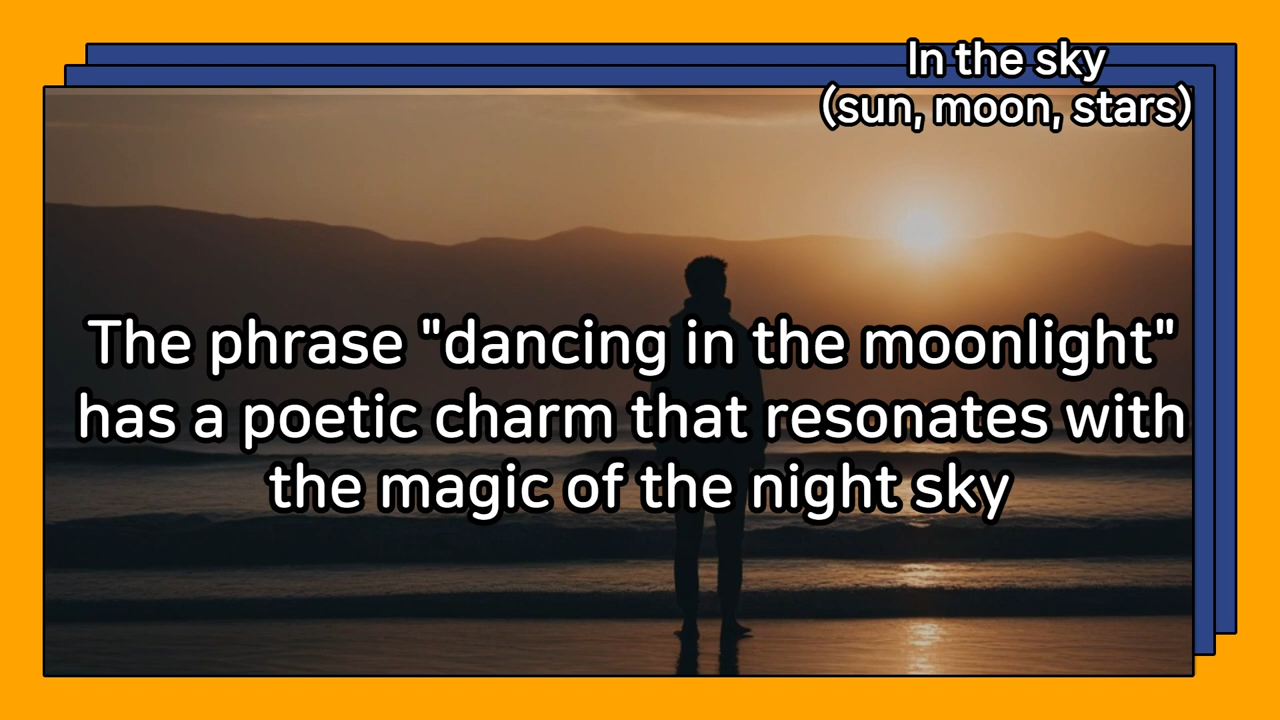 In the sky
(sun, moon, stars)
The phrase "dancing in the moonlight"
has a poetic charm that resonates with
the magic of the night sky